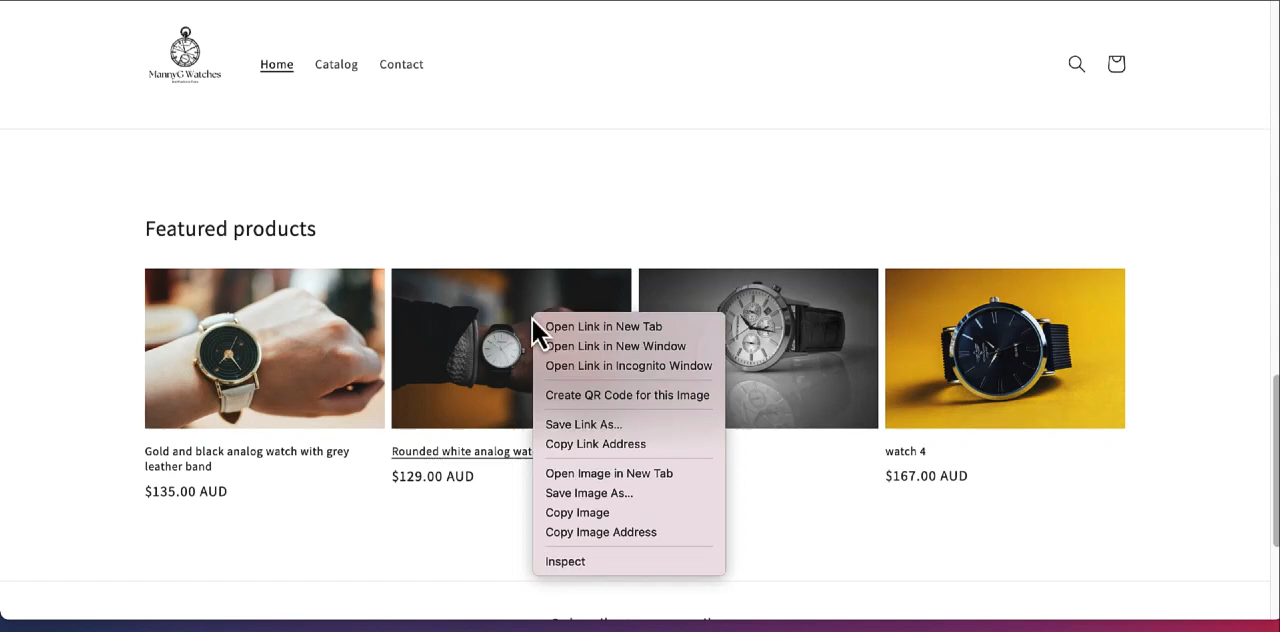 MannyG Watches
Home
Catalog
Contact
Featured products
Open Link in New Tab
Open Link in New Window
Open Link in Incognito Window
Create QR Code for this Image
Save Link As...
Copy Link Address
Open Image in New Tab
Save Image As...
Copy Image
Copy Image Address
Inspect
Gold and black analog watch with grey
leather band
$135.00 AUD
Rounded white analog
$129.00 AUD
watch 4
$167.00 AUD